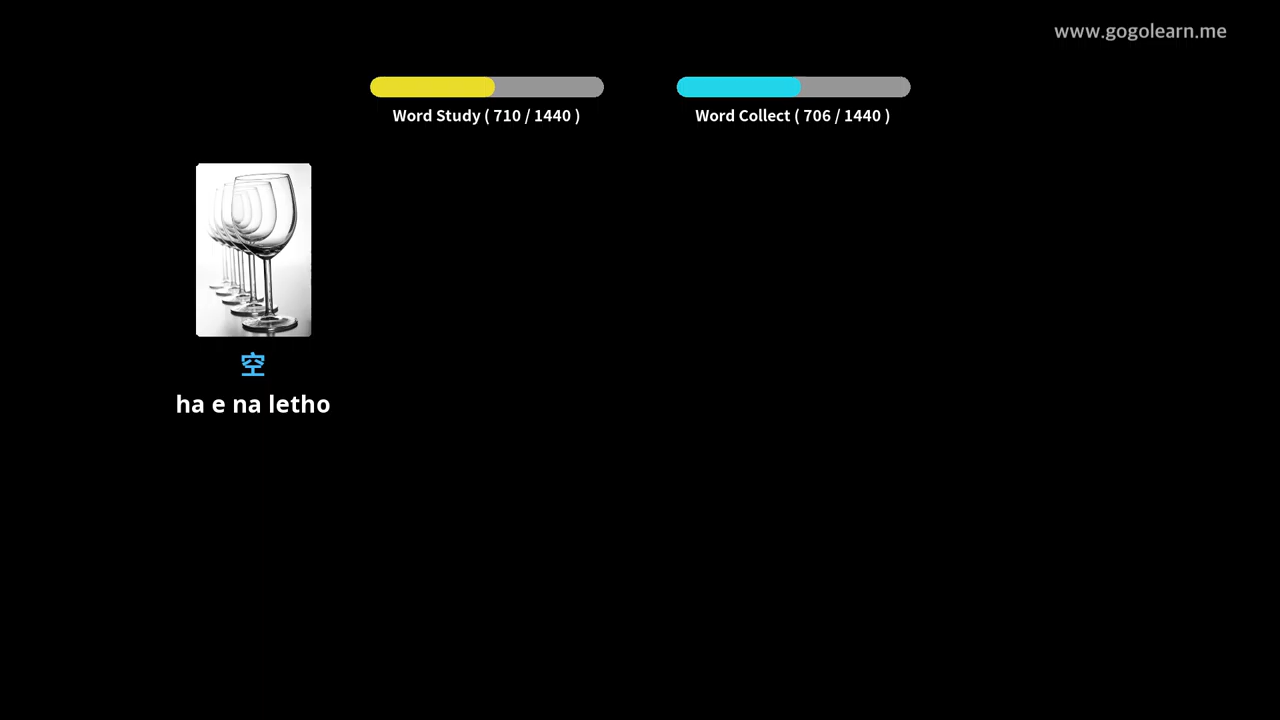 www.gogolearn.me
Word Study ( 710 / 1440 )
Word Collect ( 706 / 1440 )
空
ha e na letho